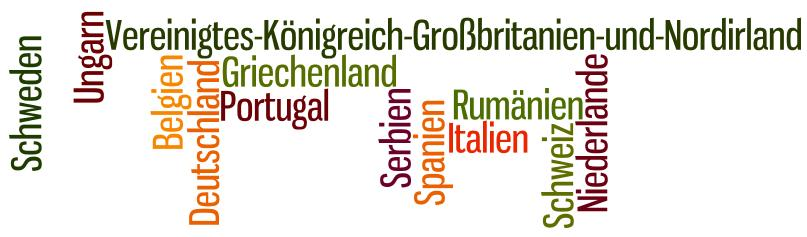 Schweden
Ungarn
Vereinigtes-Königreich-Großbritanien-und-Nordirland
Belgien
Deutschland
Griechenland
Portugal
Serbien
Spanien
Rumänien
Italien
Schweiz
Niederlande